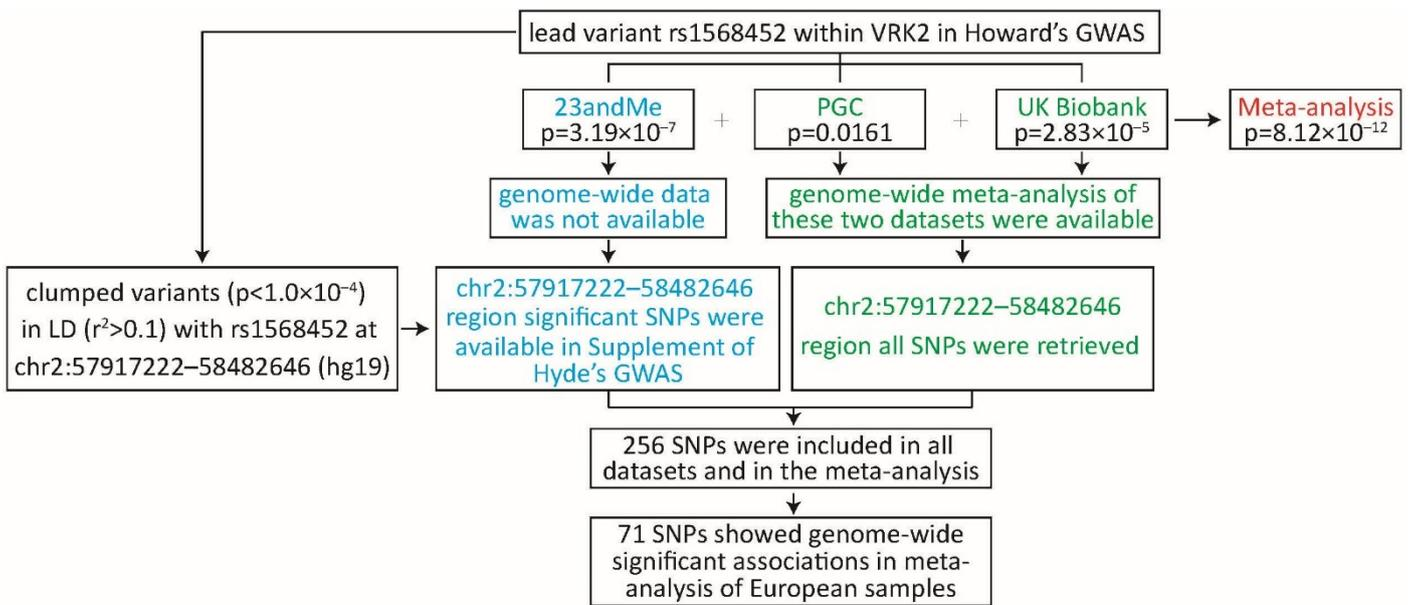 lead variant rs1568452 within VRK2 in Howard's GWAS
23andMe
p=3.19×10⁻⁷
+
PGC
p=0.0161
+
UK Biobank
p=2.83×10⁻⁵
Meta-analysis
p=8.12×10⁻¹²
genome-wide data
was not available
genome-wide meta-analysis of
these two datasets were available
clumped variants (p<1.0×10⁻⁴)
in LD (r²>0.1) with rs1568452 at
chr2:57917222–58482646 (hg19)
chr2:57917222–58482646
region significant SNPs were
available in Supplement of
Hyde's GWAS
chr2:57917222–58482646
region all SNPs were retrieved
256 SNPs were included in all
datasets and in the meta-analysis
71 SNPs showed genome-wide
significant associations in meta-
analysis of European samples